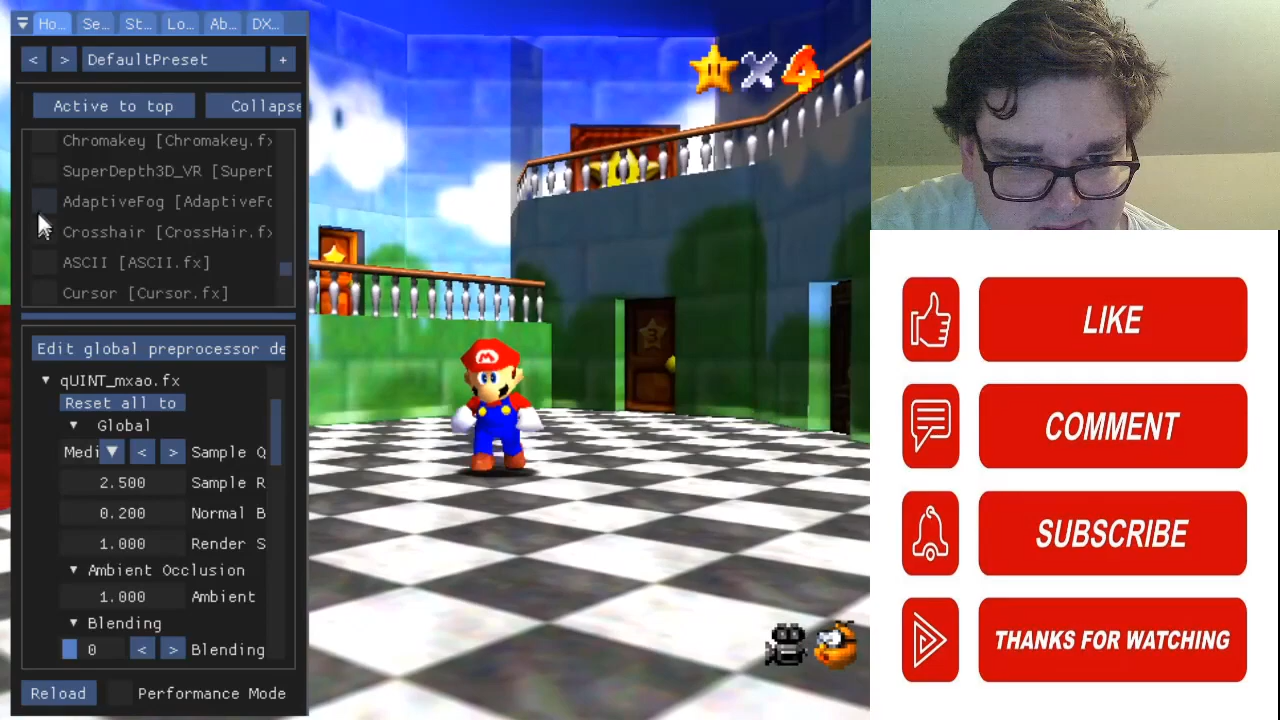 Ho...
Se...
St...
Lo...
Ab...
DX...
< > DefaultPreset +
Active to top
Collapse
Chromakey [Chromakey.fx
SuperDepth3D_VR [SuperD
AdaptiveFog [AdaptiveFo
Crosshair [CrossHair.fx
ASCII [ASCII.fx]
Cursor [Cursor.fx]
Edit global preprocessor de
qUINT_mxao.fx
Reset all to
Global
Medi < > Sample Q
2.500 Sample R
0.200 Normal B
1.000 Render S
Ambient Occlusion
1.000 Ambient
Blending
0 < > Blending
Reload
Performance Mode
4
3
M
LIKE
COMMENT
SUBSCRIBE
THANKS FOR WATCHING